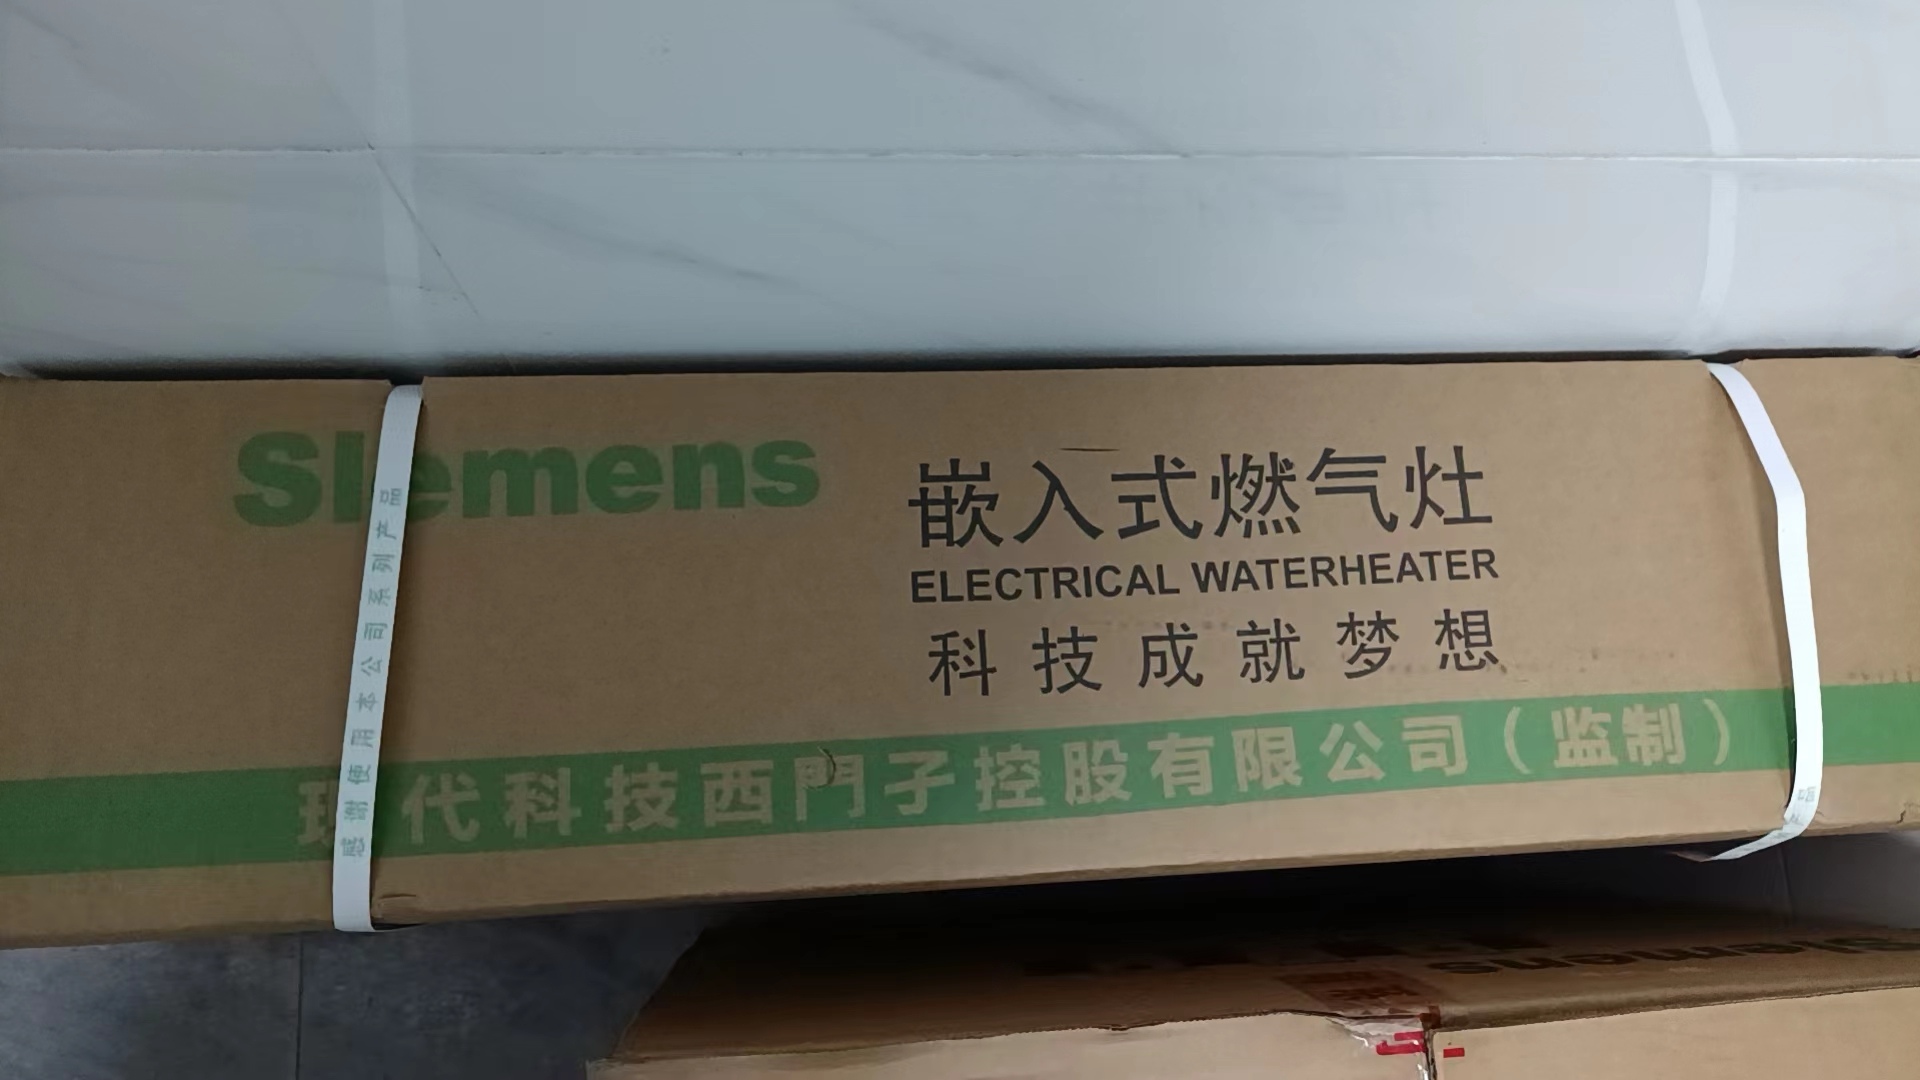 Slemens
嵌入式燃气灶
ELECTRICAL WATERHEATER
科技成就梦想
现代科技西門子控股有限公司（监制）
感谢使用本公司系列产品
Slemens